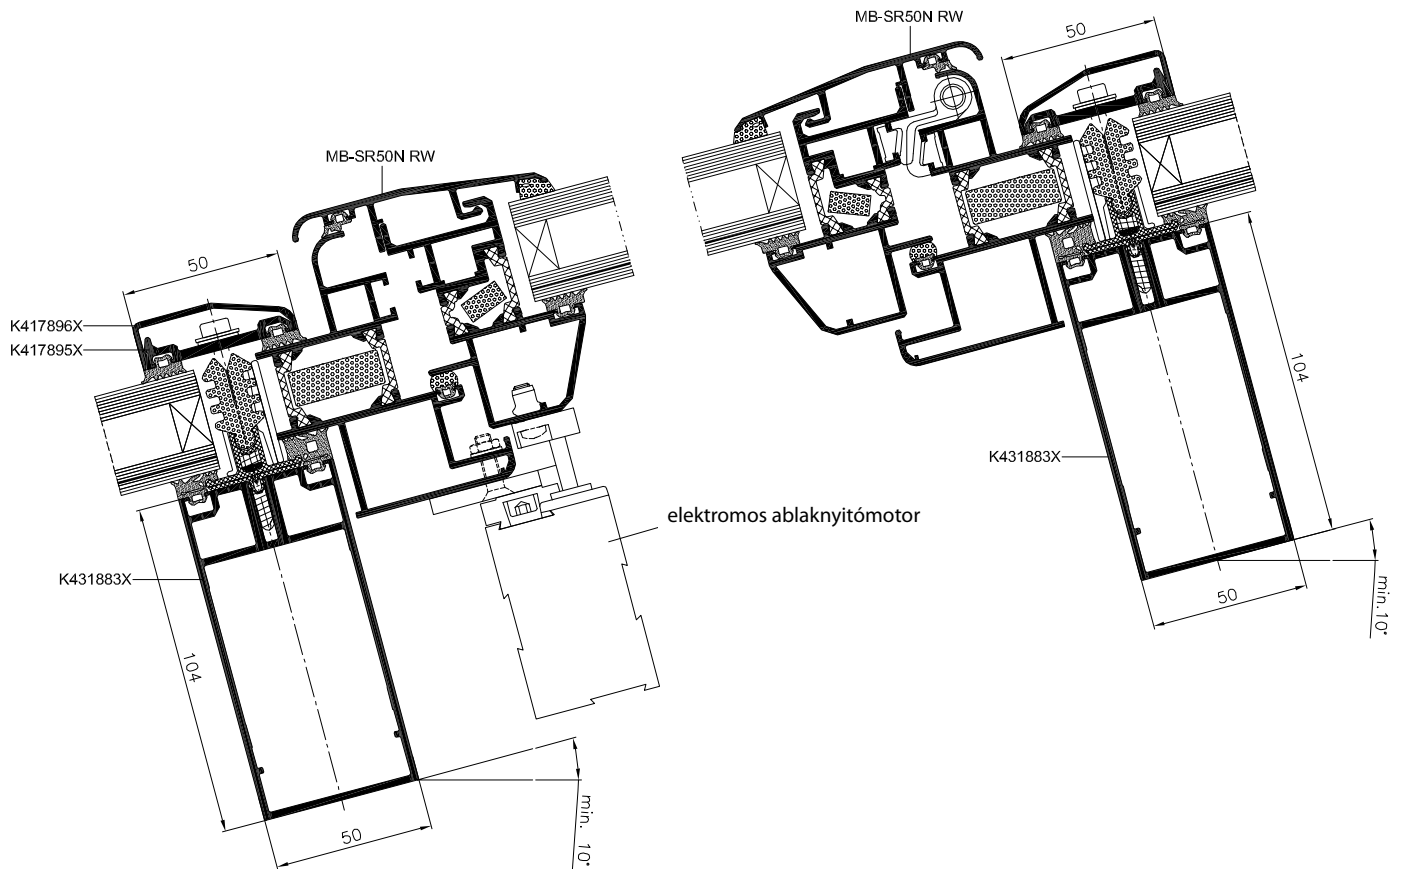 MB-SR50N RW
50
MB-SR50N RW
50
K417896X
K417895X
104
K431883X
elektromos ablaknyitómotor
K431883X
50
min. 10°
104
50
min. 10°